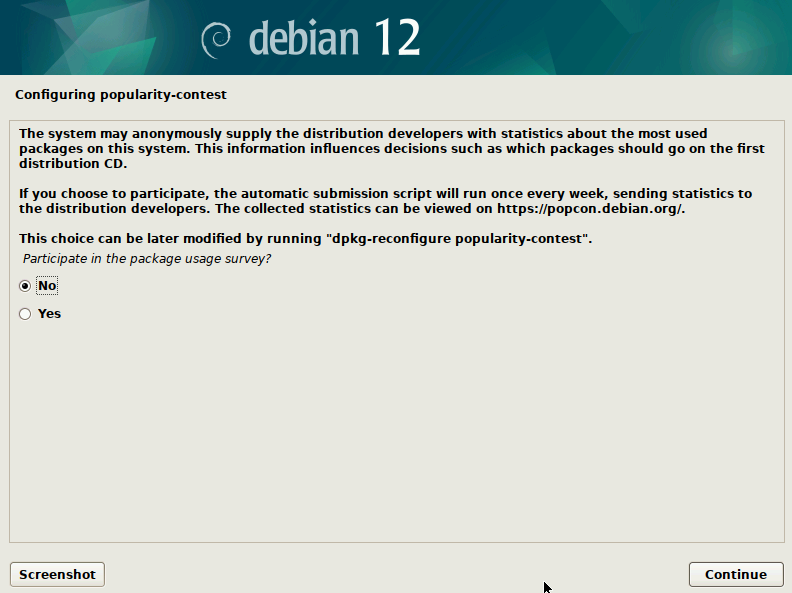 debian 12
Configuring popularity-contest
The system may anonymously supply the distribution developers with statistics about the most used
packages on this system. This information influences decisions such as which packages should go on the first
distribution CD.
If you choose to participate, the automatic submission script will run once every week, sending statistics to
the distribution developers. The collected statistics can be viewed on https://popcon.debian.org/.
This choice can be later modified by running "dpkg-reconfigure popularity-contest".
Participate in the package usage survey?
No
Yes
Screenshot
Continue